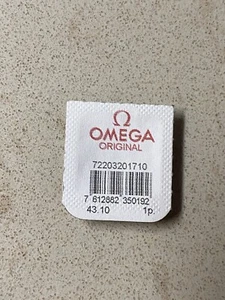 Ω
OMEGA
ORIGINAL
72203201710
7 612882 350192
43.10 1p.